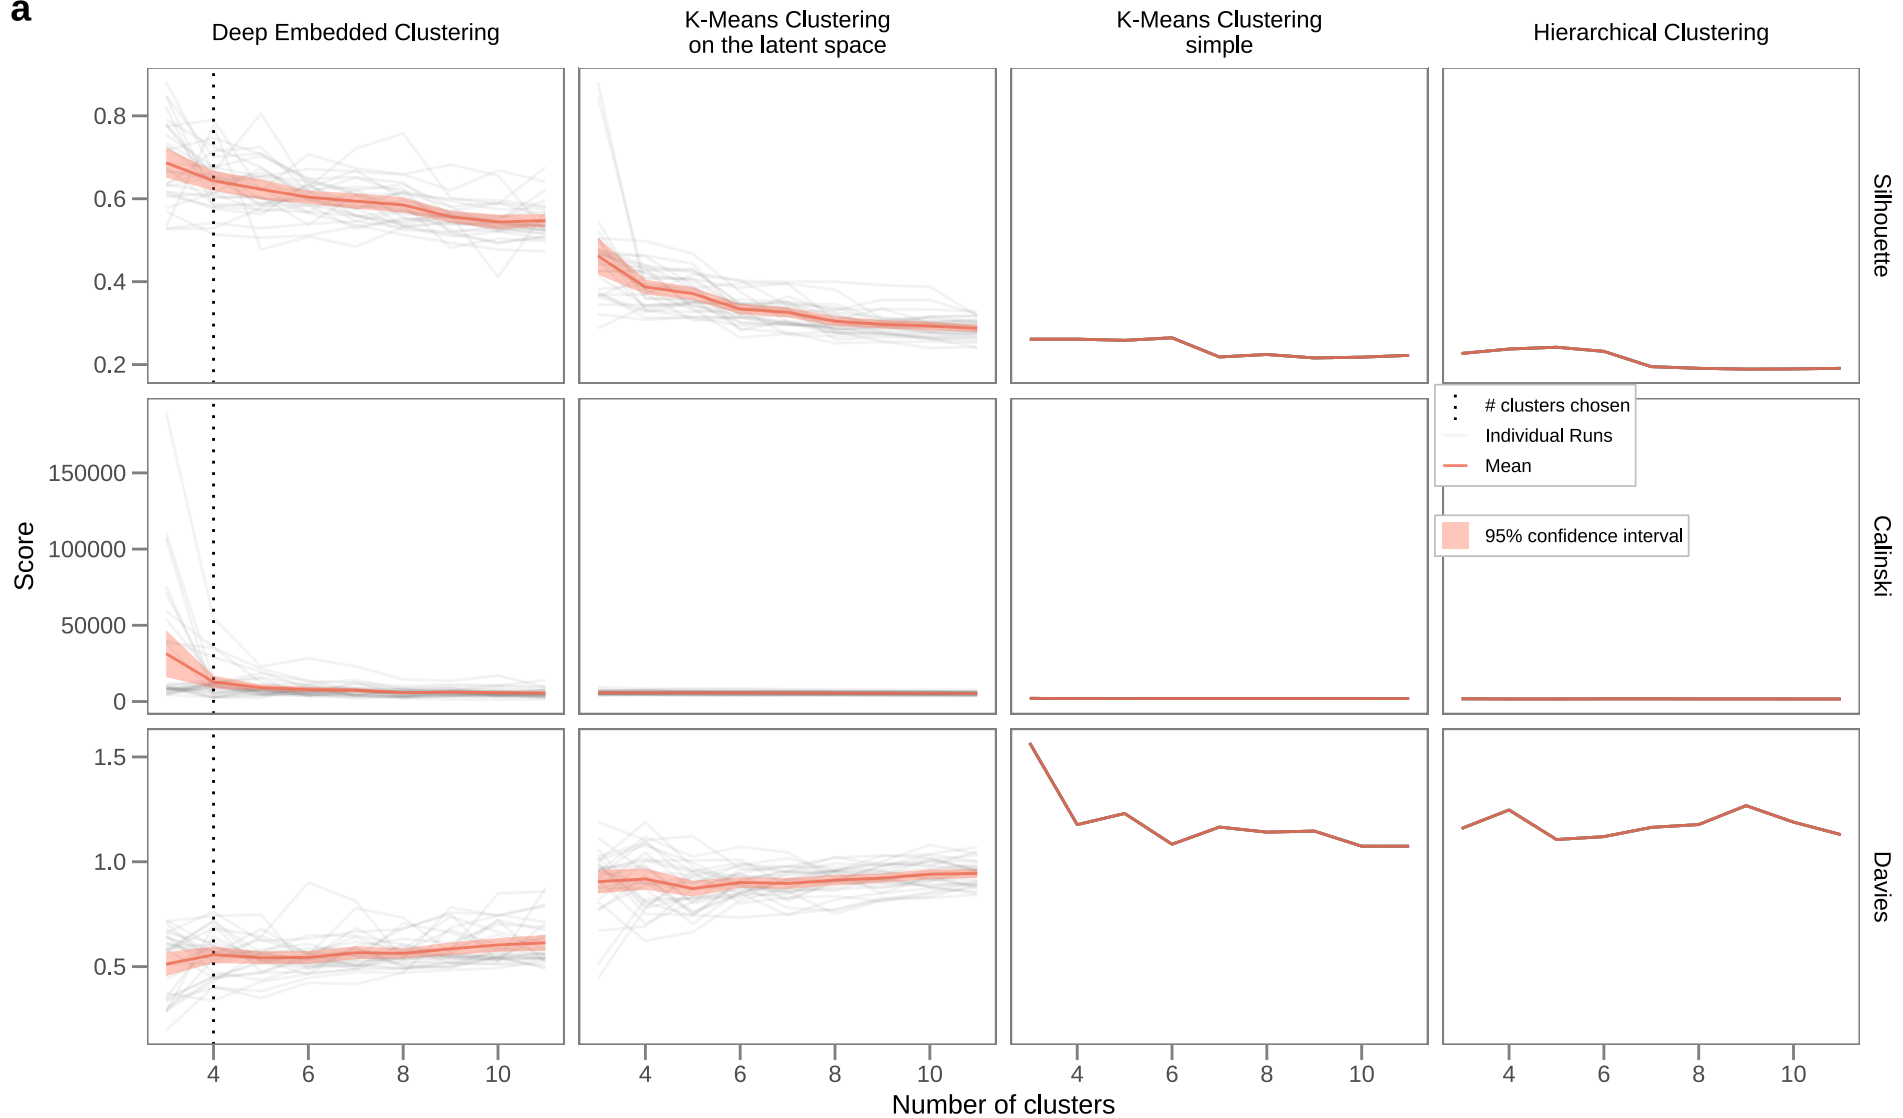 a
Deep Embedded Clustering
K-Means Clustering
on the latent space
K-Means Clustering
simple
Hierarchical Clustering
0.8
0.6
0.4
0.2
Silhouette
# clusters chosen
Individual Runs
Mean
95% confidence interval
150000
100000
50000
0
Score
Calinski
1.5
1.0
0.5
Davies
4 6 8 10
4 6 8 10
4 6 8 10
4 6 8 10
Number of clusters